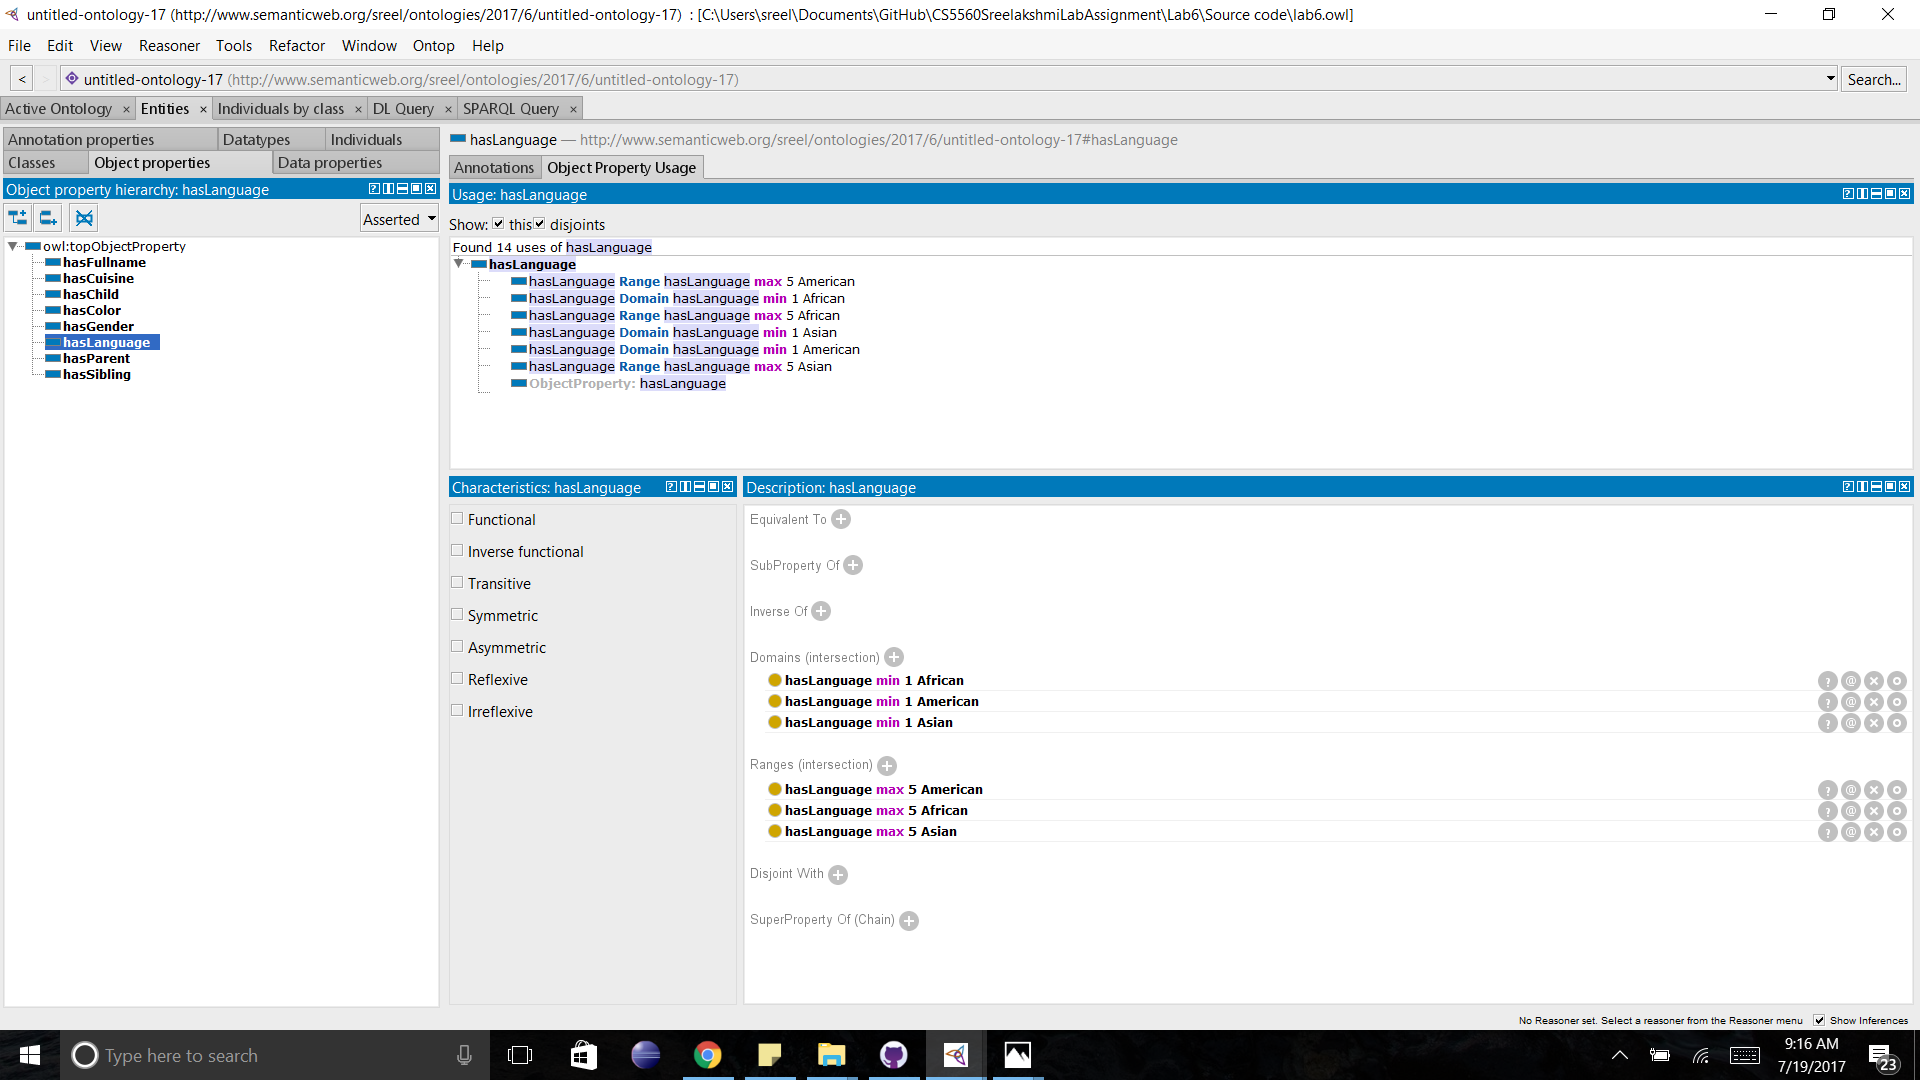 untitled-ontology-17 (http://www.semanticweb.org/sreel/ontologies/2017/6/untitled-ontology-17) : [C:\Users\sreel\Documents\GitHub\CS5560SreelakshmiLabAssignment\Lab6\Source code\lab6.owl]
File Edit View Reasoner Tools Refactor Window Ontop Help
< > untitled-ontology-17 (http://www.semanticweb.org/sreel/ontologies/2017/6/untitled-ontology-17) Search...
Active Ontology × Entities × Individuals by class × DL Query × SPARQL Query ×
Annotation properties Datatypes Individuals
Classes Object properties Data properties
Object property hierarchy: hasLanguage
Asserted
owl:topObjectProperty
hasFullname
hasCuisine
hasChild
hasColor
hasGender
hasLanguage
hasParent
hasSibling
hasLanguage — http://www.semanticweb.org/sreel/ontologies/2017/6/untitled-ontology-17#hasLanguage
Annotations Object Property Usage
Usage: hasLanguage
Show: this disjoints
Found 14 uses of hasLanguage
hasLanguage
hasLanguage Range hasLanguage max 5 American
hasLanguage Domain hasLanguage min 1 African
hasLanguage Range hasLanguage max 5 African
hasLanguage Domain hasLanguage min 1 Asian
hasLanguage Domain hasLanguage min 1 American
hasLanguage Range hasLanguage max 5 Asian
ObjectProperty: hasLanguage
Characteristics: hasLanguage
Functional
Inverse functional
Transitive
Symmetric
Asymmetric
Reflexive
Irreflexive
Description: hasLanguage
Equivalent To
SubProperty Of
Inverse Of
Domains (intersection)
hasLanguage min 1 African
hasLanguage min 1 American
hasLanguage min 1 Asian
Ranges (intersection)
hasLanguage max 5 American
hasLanguage max 5 African
hasLanguage max 5 Asian
Disjoint With
SuperProperty Of (Chain)
No Reasoner set. Select a reasoner from the Reasoner menu Show Inferences
Type here to search
9:16 AM
7/19/2017
23